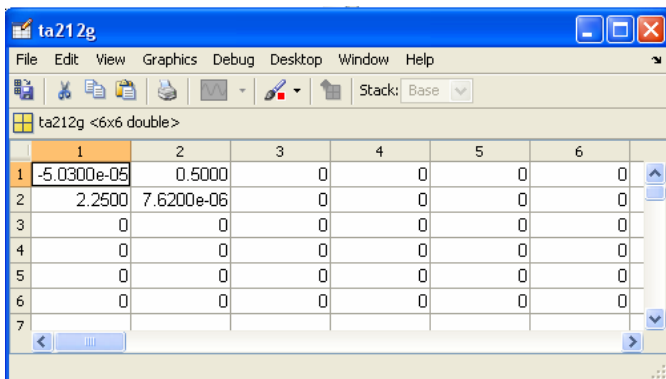 ta212g
File Edit View Graphics Debug Desktop Window Help
Stack: Base
ta212g <6x6 double>
1 2 3 4 5 6
1 -5.0300e-05 0.5000 0 0 0 0
2 2.2500 7.6200e-06 0 0 0 0
3 0 0 0 0 0 0
4 0 0 0 0 0 0
5 0 0 0 0 0 0
6 0 0 0 0 0 0
7